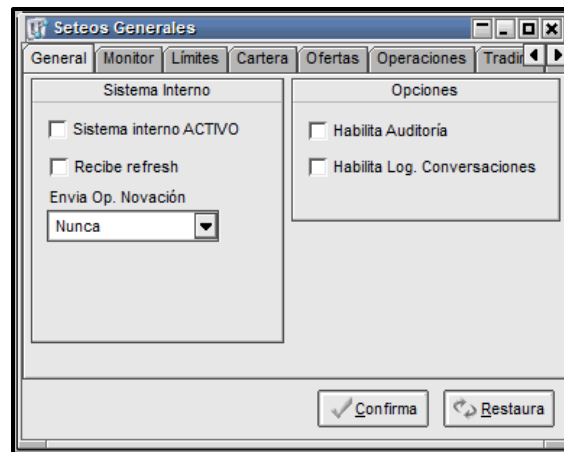 Seteos Generales
General Monitor Límites Cartera Ofertas Operaciones
Sistema Interno
Opciones
Sistema interno ACTIVO
Habilita Auditoría
Recibe refresh
Habilita Log. Conversaciones
Envia Op. Novación
Nunca
Confirma
Restaura